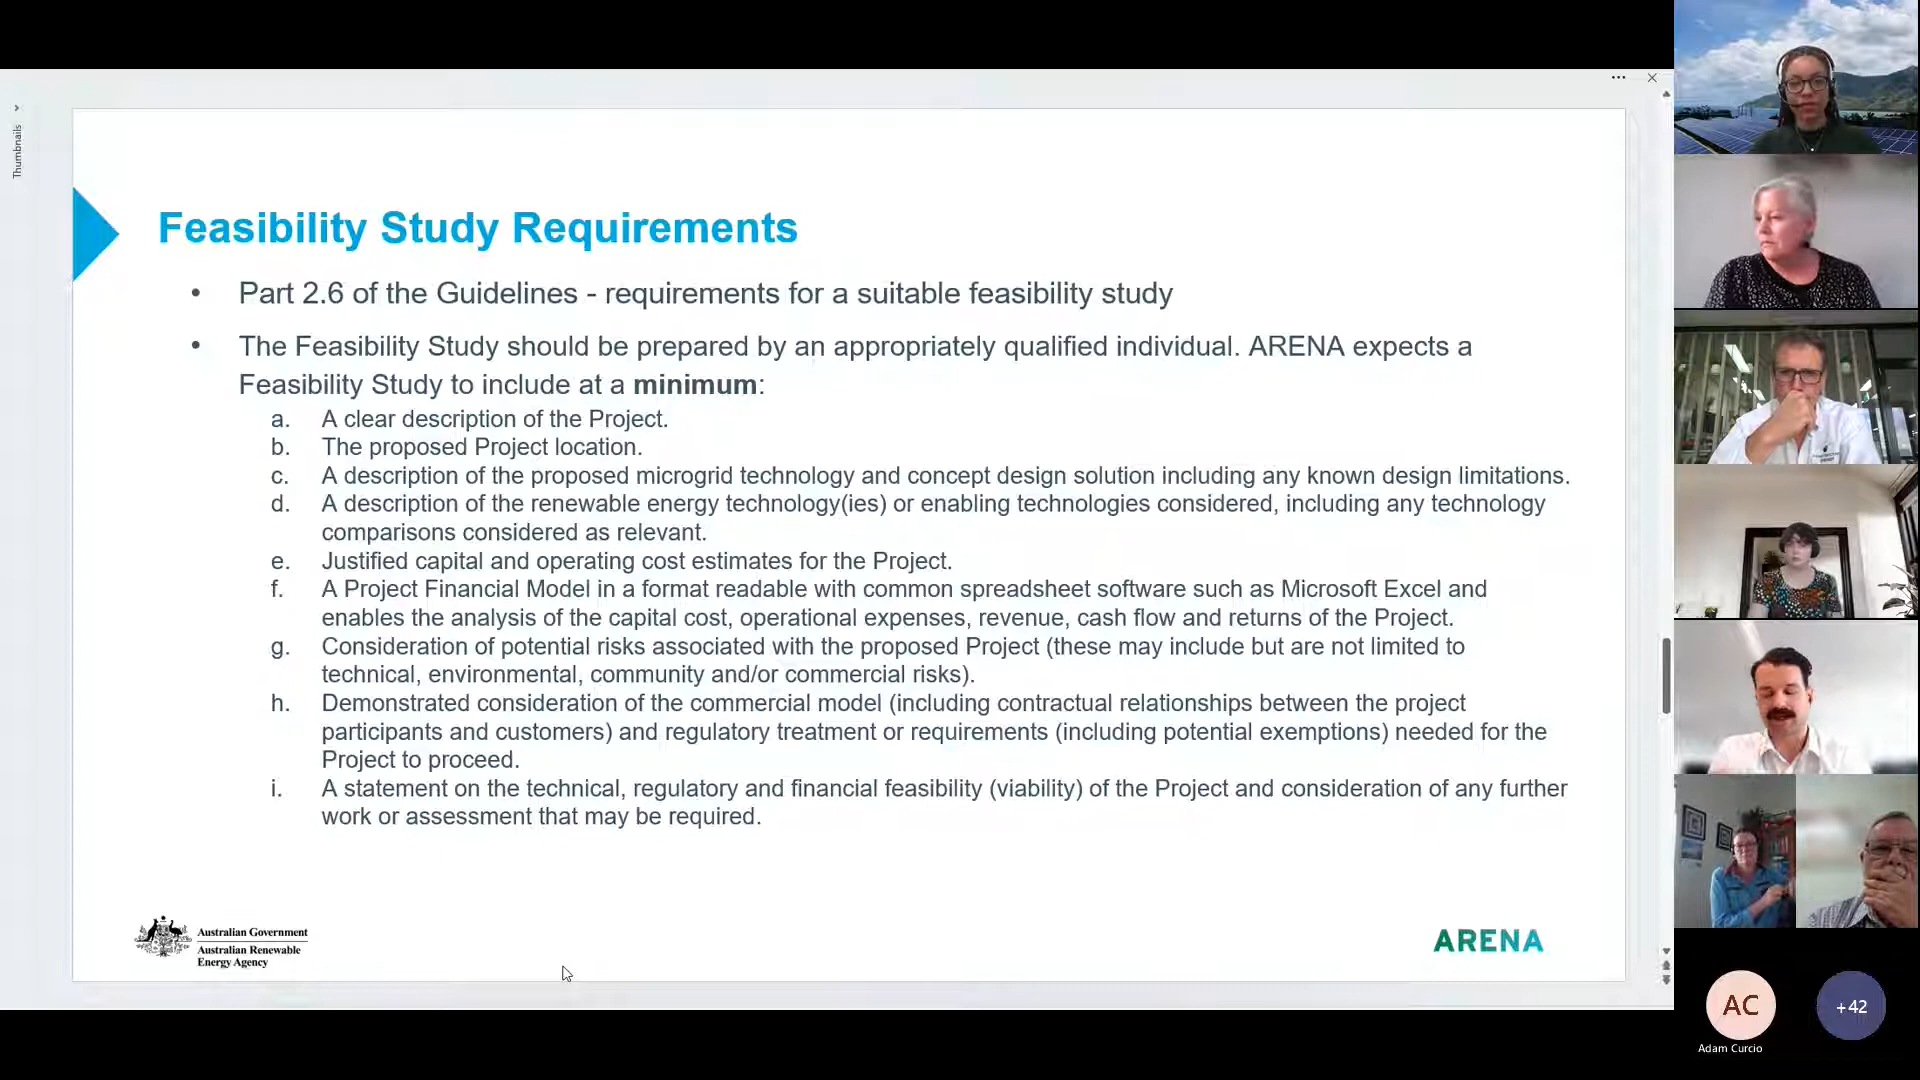 Thumbnails
Feasibility Study Requirements
• Part 2.6 of the Guidelines - requirements for a suitable feasibility study
• The Feasibility Study should be prepared by an appropriately qualified individual. ARENA expects a
Feasibility Study to include at a minimum:
a. A clear description of the Project.
b. The proposed Project location.
c. A description of the proposed microgrid technology and concept design solution including any known design limitations.
d. A description of the renewable energy technology(ies) or enabling technologies considered, including any technology
comparisons considered as relevant.
e. Justified capital and operating cost estimates for the Project.
f. A Project Financial Model in a format readable with common spreadsheet software such as Microsoft Excel and
enables the analysis of the capital cost, operational expenses, revenue, cash flow and returns of the Project.
g. Consideration of potential risks associated with the proposed Project (these may include but are not limited to
technical, environmental, community and/or commercial risks).
h. Demonstrated consideration of the commercial model (including contractual relationships between the project
participants and customers) and regulatory treatment or requirements (including potential exemptions) needed for the
Project to proceed.
i. A statement on the technical, regulatory and financial feasibility (viability) of the Project and consideration of any further
work or assessment that may be required.
Australian Government
Australian Renewable
Energy Agency
ARENA
AC
+42
Adam Curcio